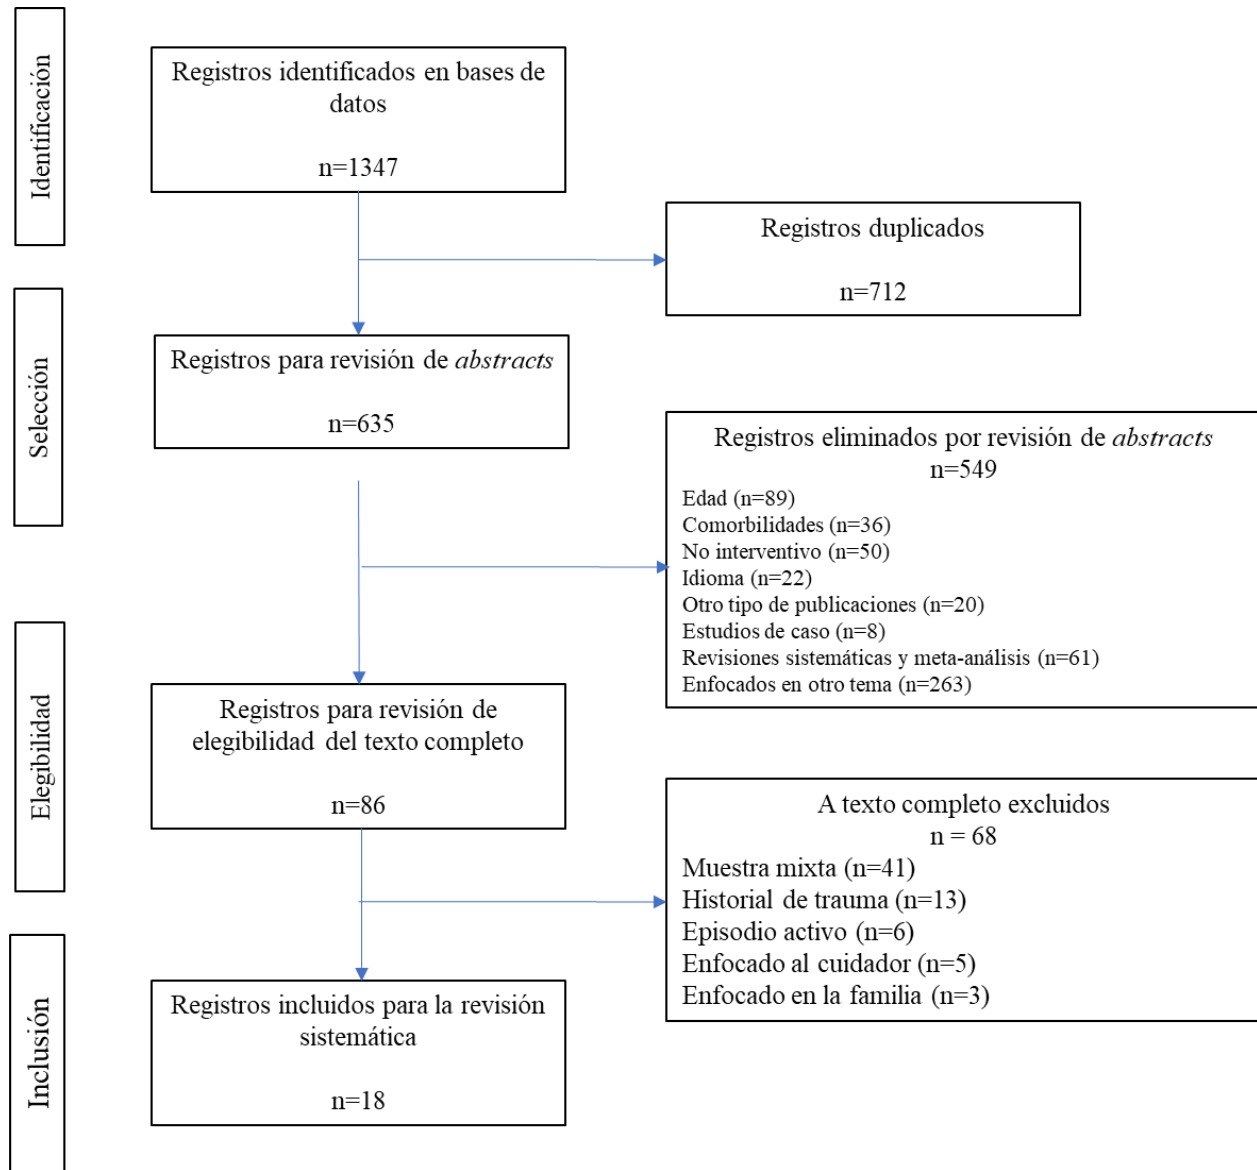 Identificación
Registros identificados en bases de
datos
n=1347
Registros duplicados
n=712
Selección
Registros para revisión de abstracts
n=635
Registros eliminados por revisión de abstracts
n=549
Edad (n=89)
Comorbilidades (n=36)
No interventivo (n=50)
Idioma (n=22)
Otro tipo de publicaciones (n=20)
Estudios de caso (n=8)
Revisiones sistemáticas y meta-análisis (n=61)
Enfocados en otro tema (n=263)
Elegibilidad
Registros para revisión de
elegibilidad del texto completo
n=86
A texto completo excluidos
n = 68
Muestra mixta (n=41)
Historial de trauma (n=13)
Episodio activo (n=6)
Enfocado al cuidador (n=5)
Enfocado en la familia (n=3)
Inclusión
Registros incluidos para la revisión
sistemática
n=18